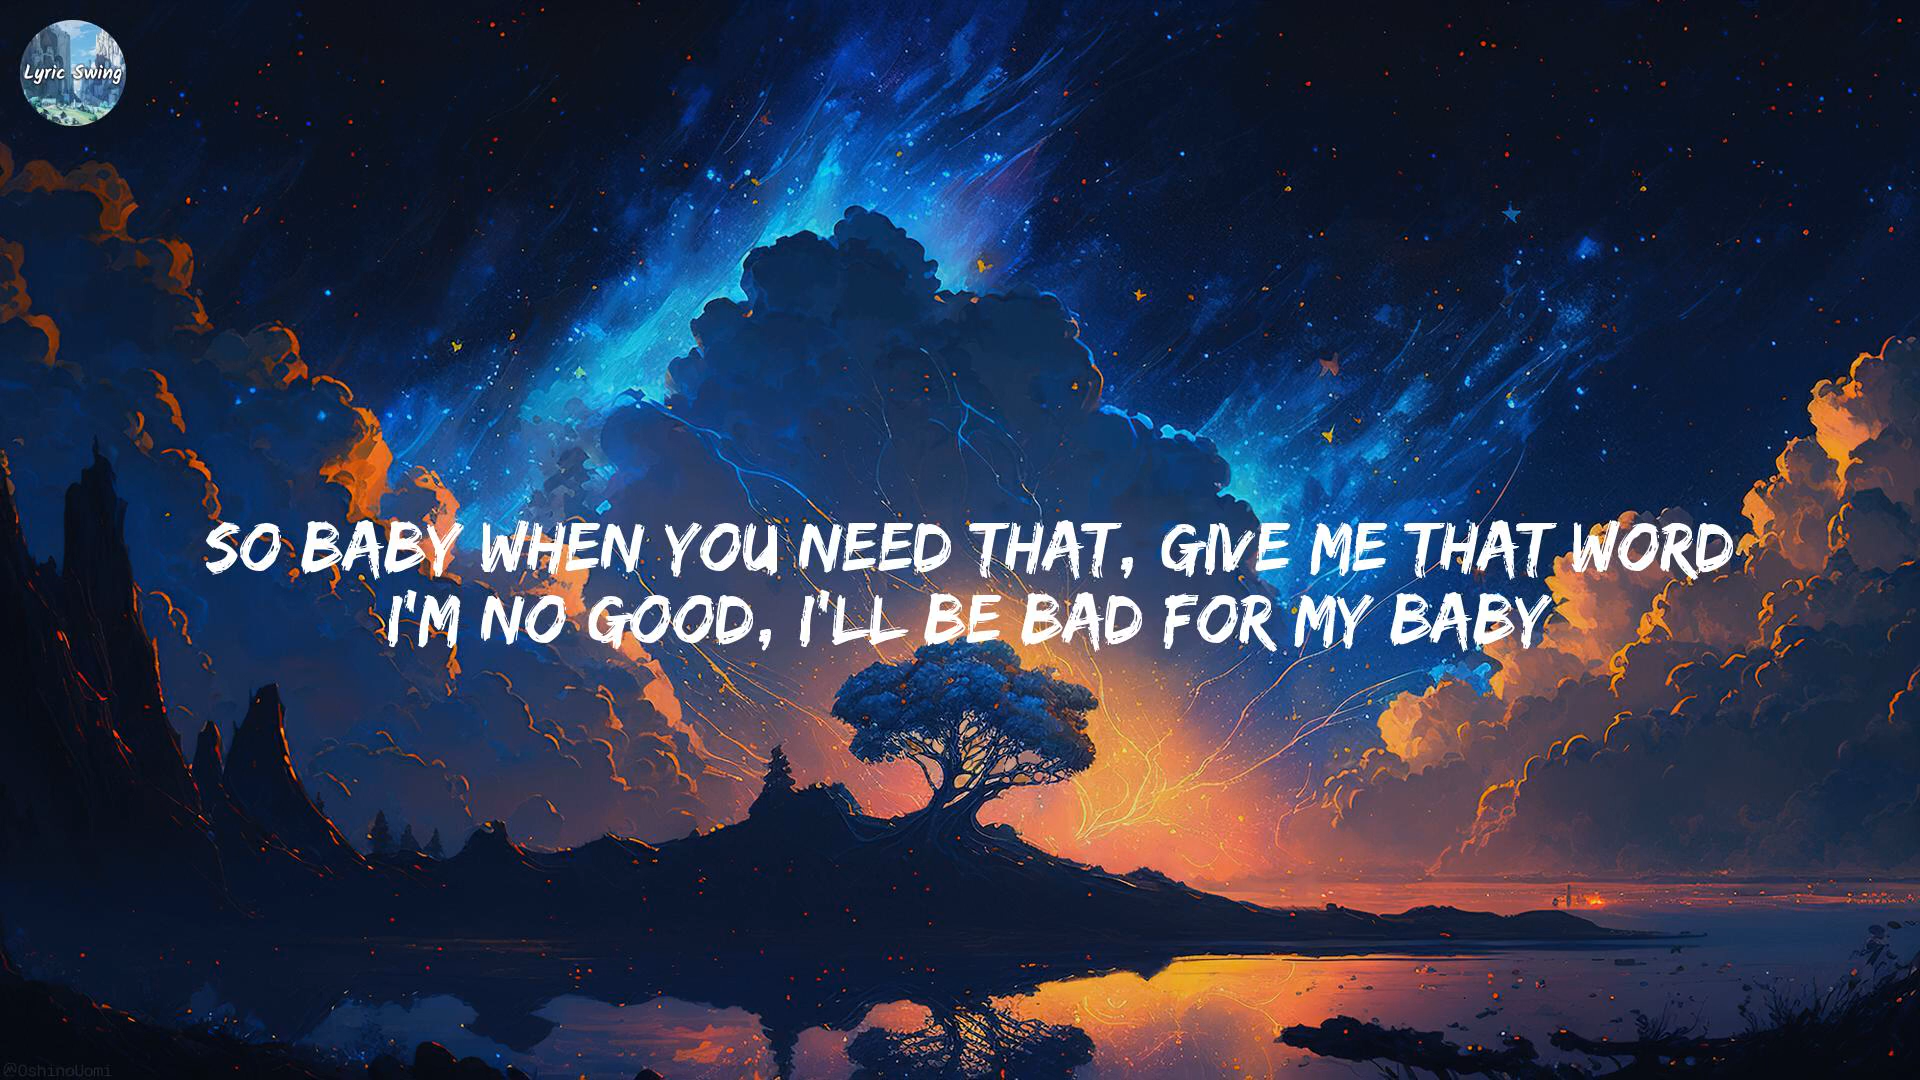 Lyric Swing
SO BABY WHEN YOU NEED THAT, GIVE ME THAT WORD
I'M NO GOOD, I'LL BE BAD FOR MY BABY
@OshinoUomi